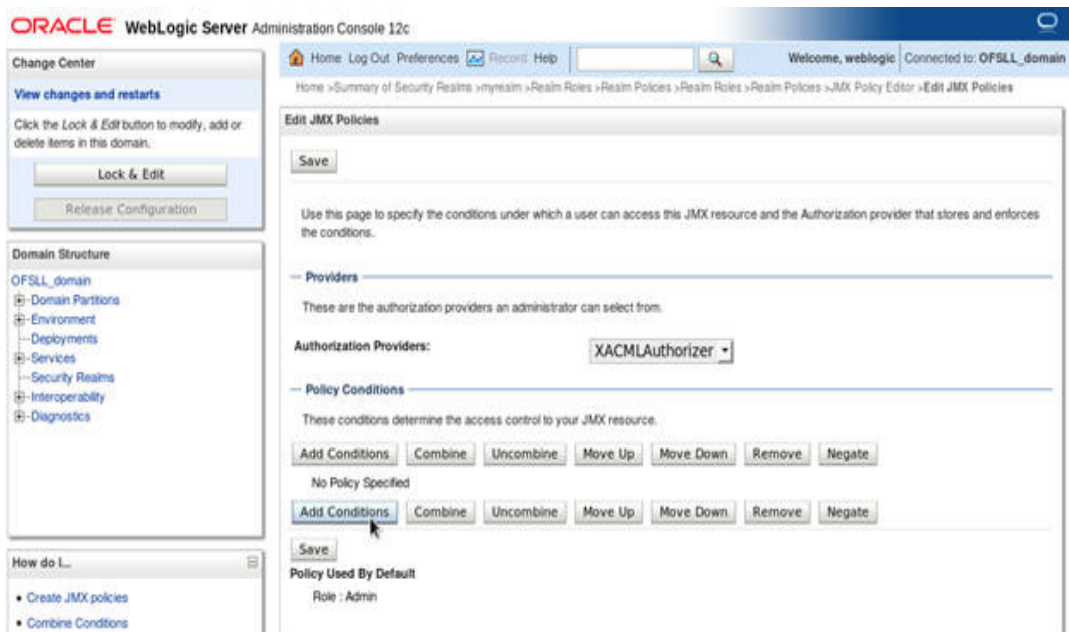 ORACLE WebLogic Server Administration Console 12c
Change Center
View changes and restarts
Click the Lock & Edit button to modify, add or
delete items in this domain.
Lock & Edit
Release Configuration
Domain Structure
OFSLL_domain
Domain Partitions
Environment
Deployments
Services
Security Realms
Interoperability
Diagnostics
How do I...
Create JMX policies
Combine Conditions
Home Log Out Preferences Record Help
Welcome, weblogic Connected to: OFSLL_domain
Home >Summary of Security Realms >myrealm >Realm Roles >Realm Policies >Realm Roles >Realm Policies >JMX Policy Editor >Edit JMX Policies
Edit JMX Policies
Save
Use this page to specify the conditions under which a user can access this JMX resource and the Authorization provider that stores and enforces
the conditions.
Providers
These are the authorization providers an administrator can select from.
Authorization Providers: XACMLAuthorizer
Policy Conditions
These conditions determine the access control to your JMX resource.
Add Conditions Combine Uncombine Move Up Move Down Remove Negate
No Policy Specified
Add Conditions Combine Uncombine Move Up Move Down Remove Negate
Save
Policy Used By Default
Role : Admin